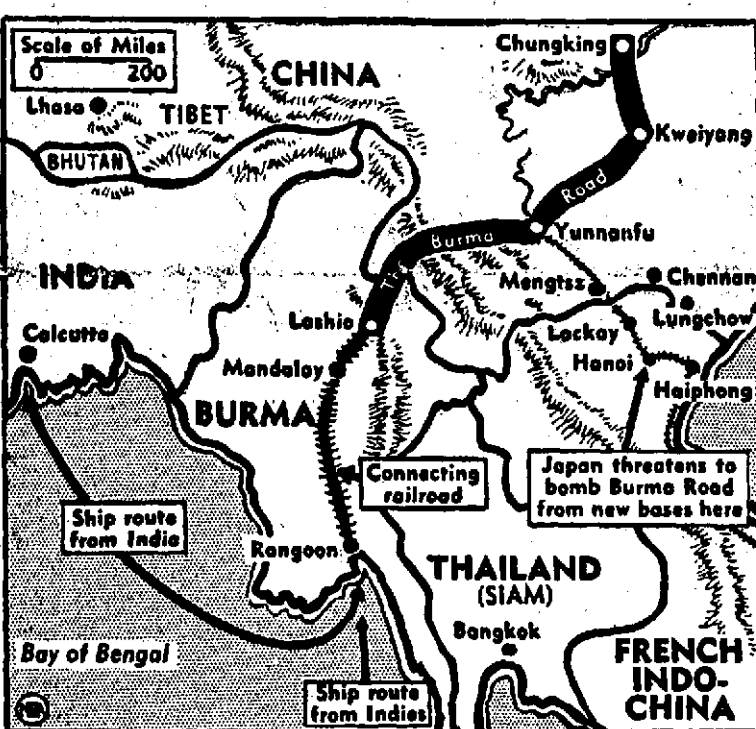 Scale of Miles
0 200
Chungking
CHINA
Lhasa
TIBET
Kweiyang
BHUTAN
The Burma Road
Yunnanfu
INDIA
Mengtsz
Chennan
Lungchow
Calcutta
Lashio
Lackay
Mandalay
Hanoi
Haiphong
BURMA
Connecting
railroad
Japan threatens to
bomb Burma Road
from new bases here
Ship route
from India
Rangoon
THAILAND
(SIAM)
Bangkok
Bay of Bengal
FRENCH
INDO-
CHINA
Ship route
from Indies